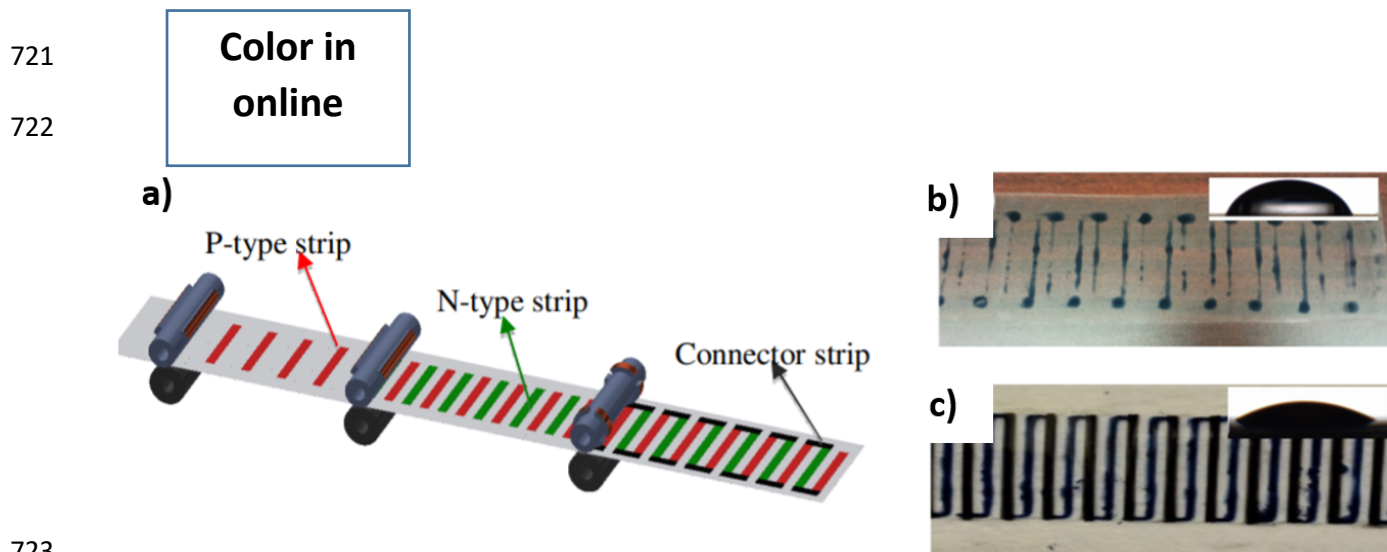 721
Color in
online
722
a)
P-type strip
N-type strip
Connector strip
b)
c)
723